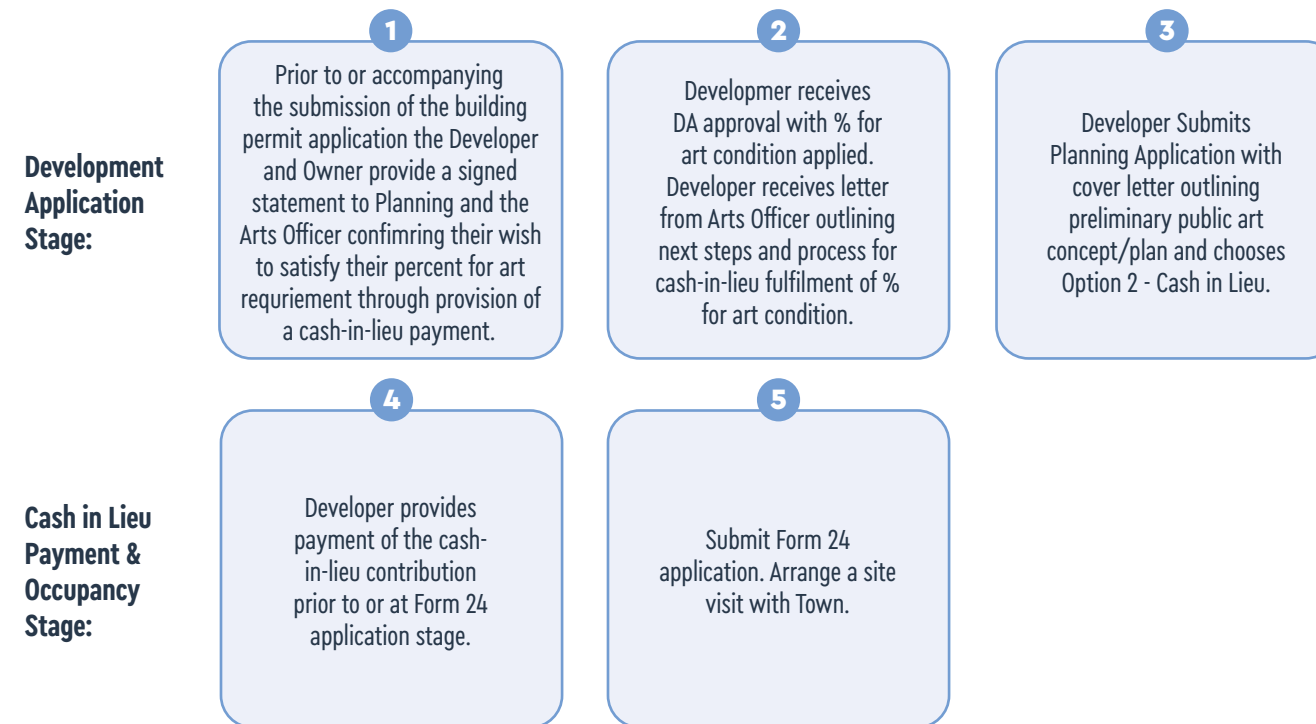 Development
Application
Stage:
1
Prior to or accompanying
the submission of the building
permit application the Developer
and Owner provide a signed
statement to Planning and the
Arts Officer confimring their wish
to satisfy their percent for art
requriement through provision of
a cash-in-lieu payment.
2
Developmer receives
DA approval with % for
art condition applied.
Developer receives letter
from Arts Officer outlining
next steps and process for
cash-in-lieu fulfilment of %
for art condition.
3
Developer Submits
Planning Application with
cover letter outlining
preliminary public art
concept/plan and chooses
Option 2 - Cash in Lieu.
Cash in Lieu
Payment &
Occupancy
Stage:
4
Developer provides
payment of the cash-
in-lieu contribution
prior to or at Form 24
application stage.
5
Submit Form 24
application. Arrange a site
visit with Town.